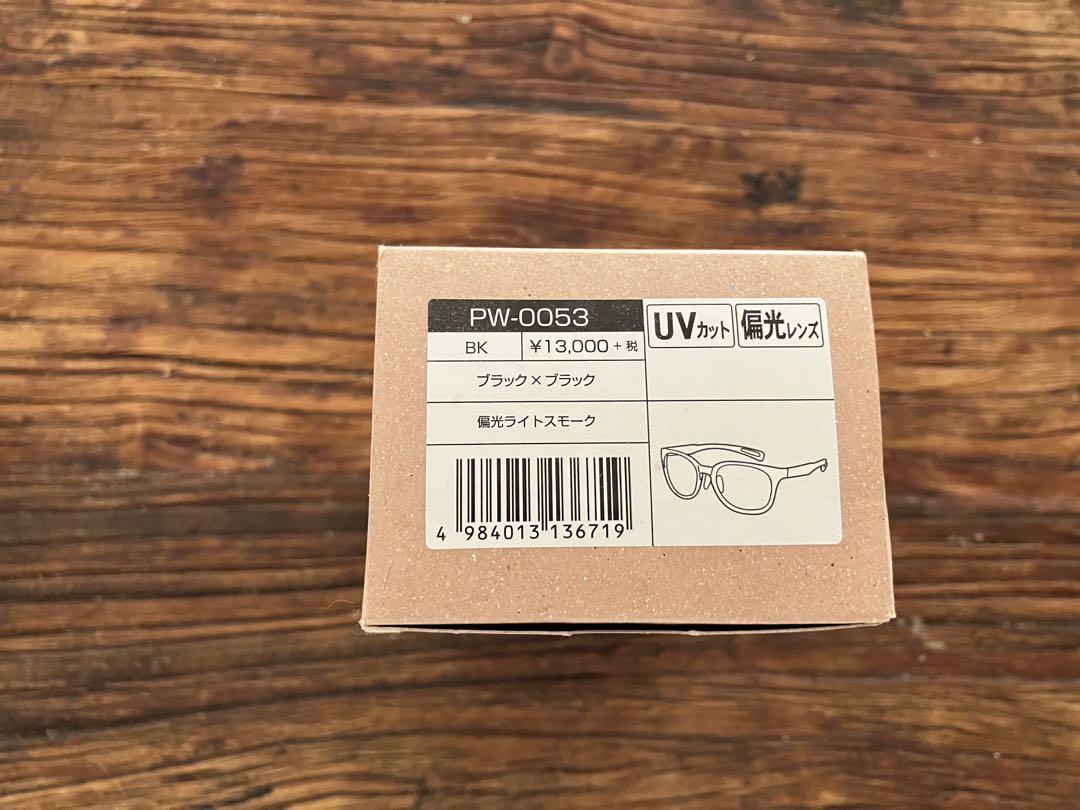 PW-0053
BK
¥13,000+税
ブラック×ブラック
偏光ライトスモーク
4 984013 136719
UVカット
偏光レンズ